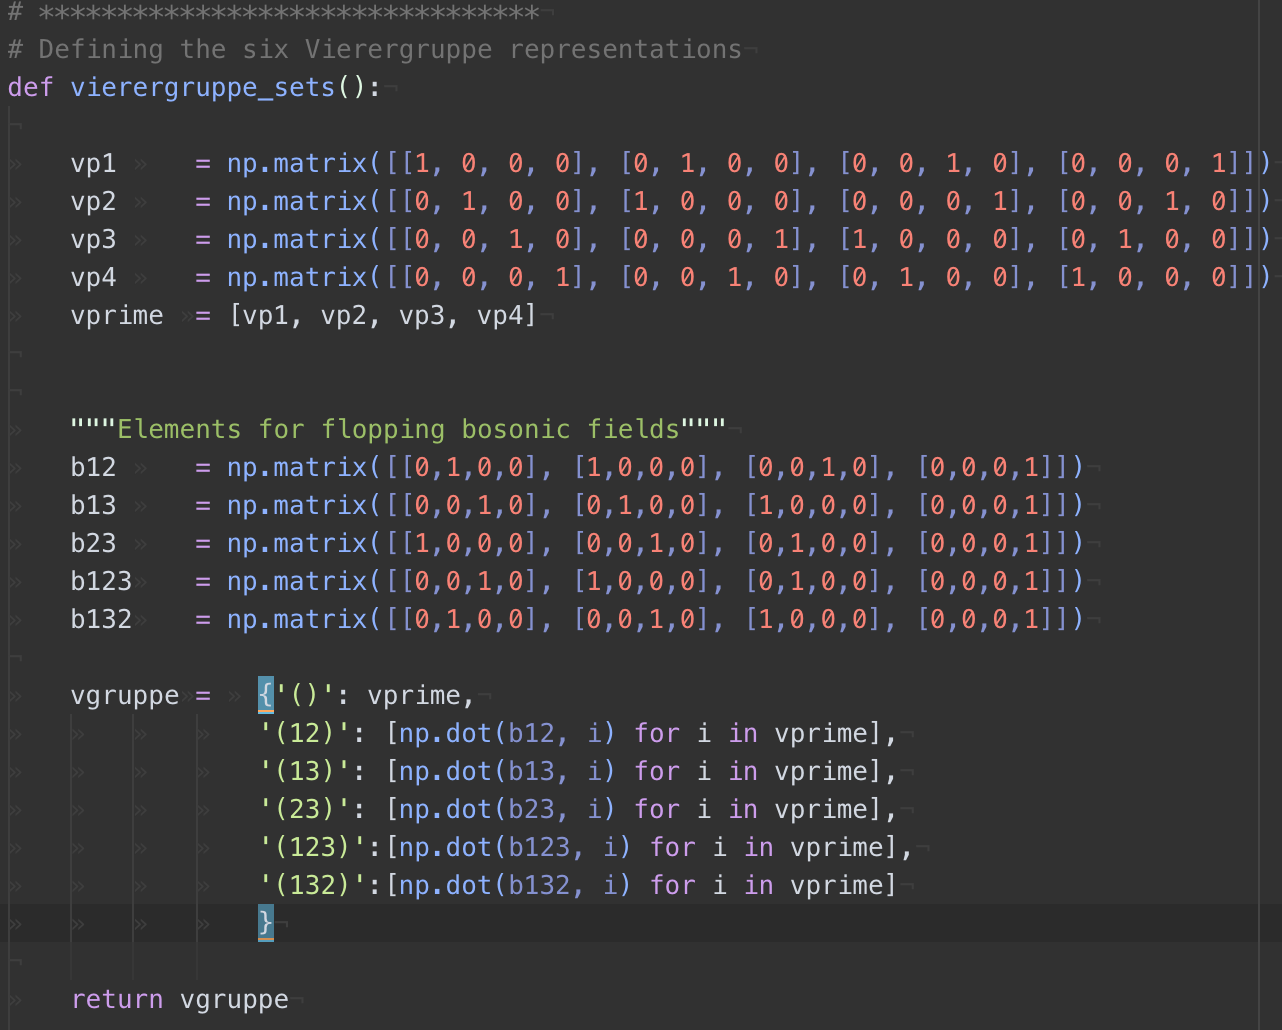 # ********************************
# Defining the six Vierergruppe representations
def vierergruppe_sets():
vp1 = np.matrix([[1, 0, 0, 0], [0, 1, 0, 0], [0, 0, 1, 0], [0, 0, 0, 1]])
vp2 = np.matrix([[0, 1, 0, 0], [1, 0, 0, 0], [0, 0, 0, 1], [0, 0, 1, 0]])
vp3 = np.matrix([[0, 0, 1, 0], [0, 0, 0, 1], [1, 0, 0, 0], [0, 1, 0, 0]])
vp4 = np.matrix([[0, 0, 0, 1], [0, 0, 1, 0], [0, 1, 0, 0], [1, 0, 0, 0]])
vprime = [vp1, vp2, vp3, vp4]
"""Elements for flopping bosonic fields"""
b12 = np.matrix([[0,1,0,0], [1,0,0,0], [0,0,1,0], [0,0,0,1]])
b13 = np.matrix([[0,0,1,0], [0,1,0,0], [1,0,0,0], [0,0,0,1]])
b23 = np.matrix([[1,0,0,0], [0,0,1,0], [0,1,0,0], [0,0,0,1]])
b123 = np.matrix([[0,0,1,0], [1,0,0,0], [0,1,0,0], [0,0,0,1]])
b132 = np.matrix([[0,1,0,0], [0,0,1,0], [1,0,0,0], [0,0,0,1]])
vgruppe = {'()': vprime,
'(12)': [np.dot(b12, i) for i in vprime],
'(13)': [np.dot(b13, i) for i in vprime],
'(23)': [np.dot(b23, i) for i in vprime],
'(123)':[np.dot(b123, i) for i in vprime],
'(132)':[np.dot(b132, i) for i in vprime]
}
return vgruppe